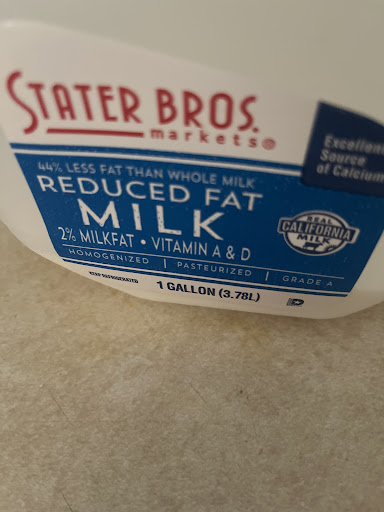 STATER BROS.
markets®
Excellent
Source
of Calcium
44% LESS FAT THAN WHOLE MILK
REDUCED FAT
MILK
2% MILKFAT • VITAMIN A & D
REAL
CALIFORNIA
MILK
HOMOGENIZED | PASTEURIZED | GRADE A
KEEP REFRIGERATED
1 GALLON (3.78L)